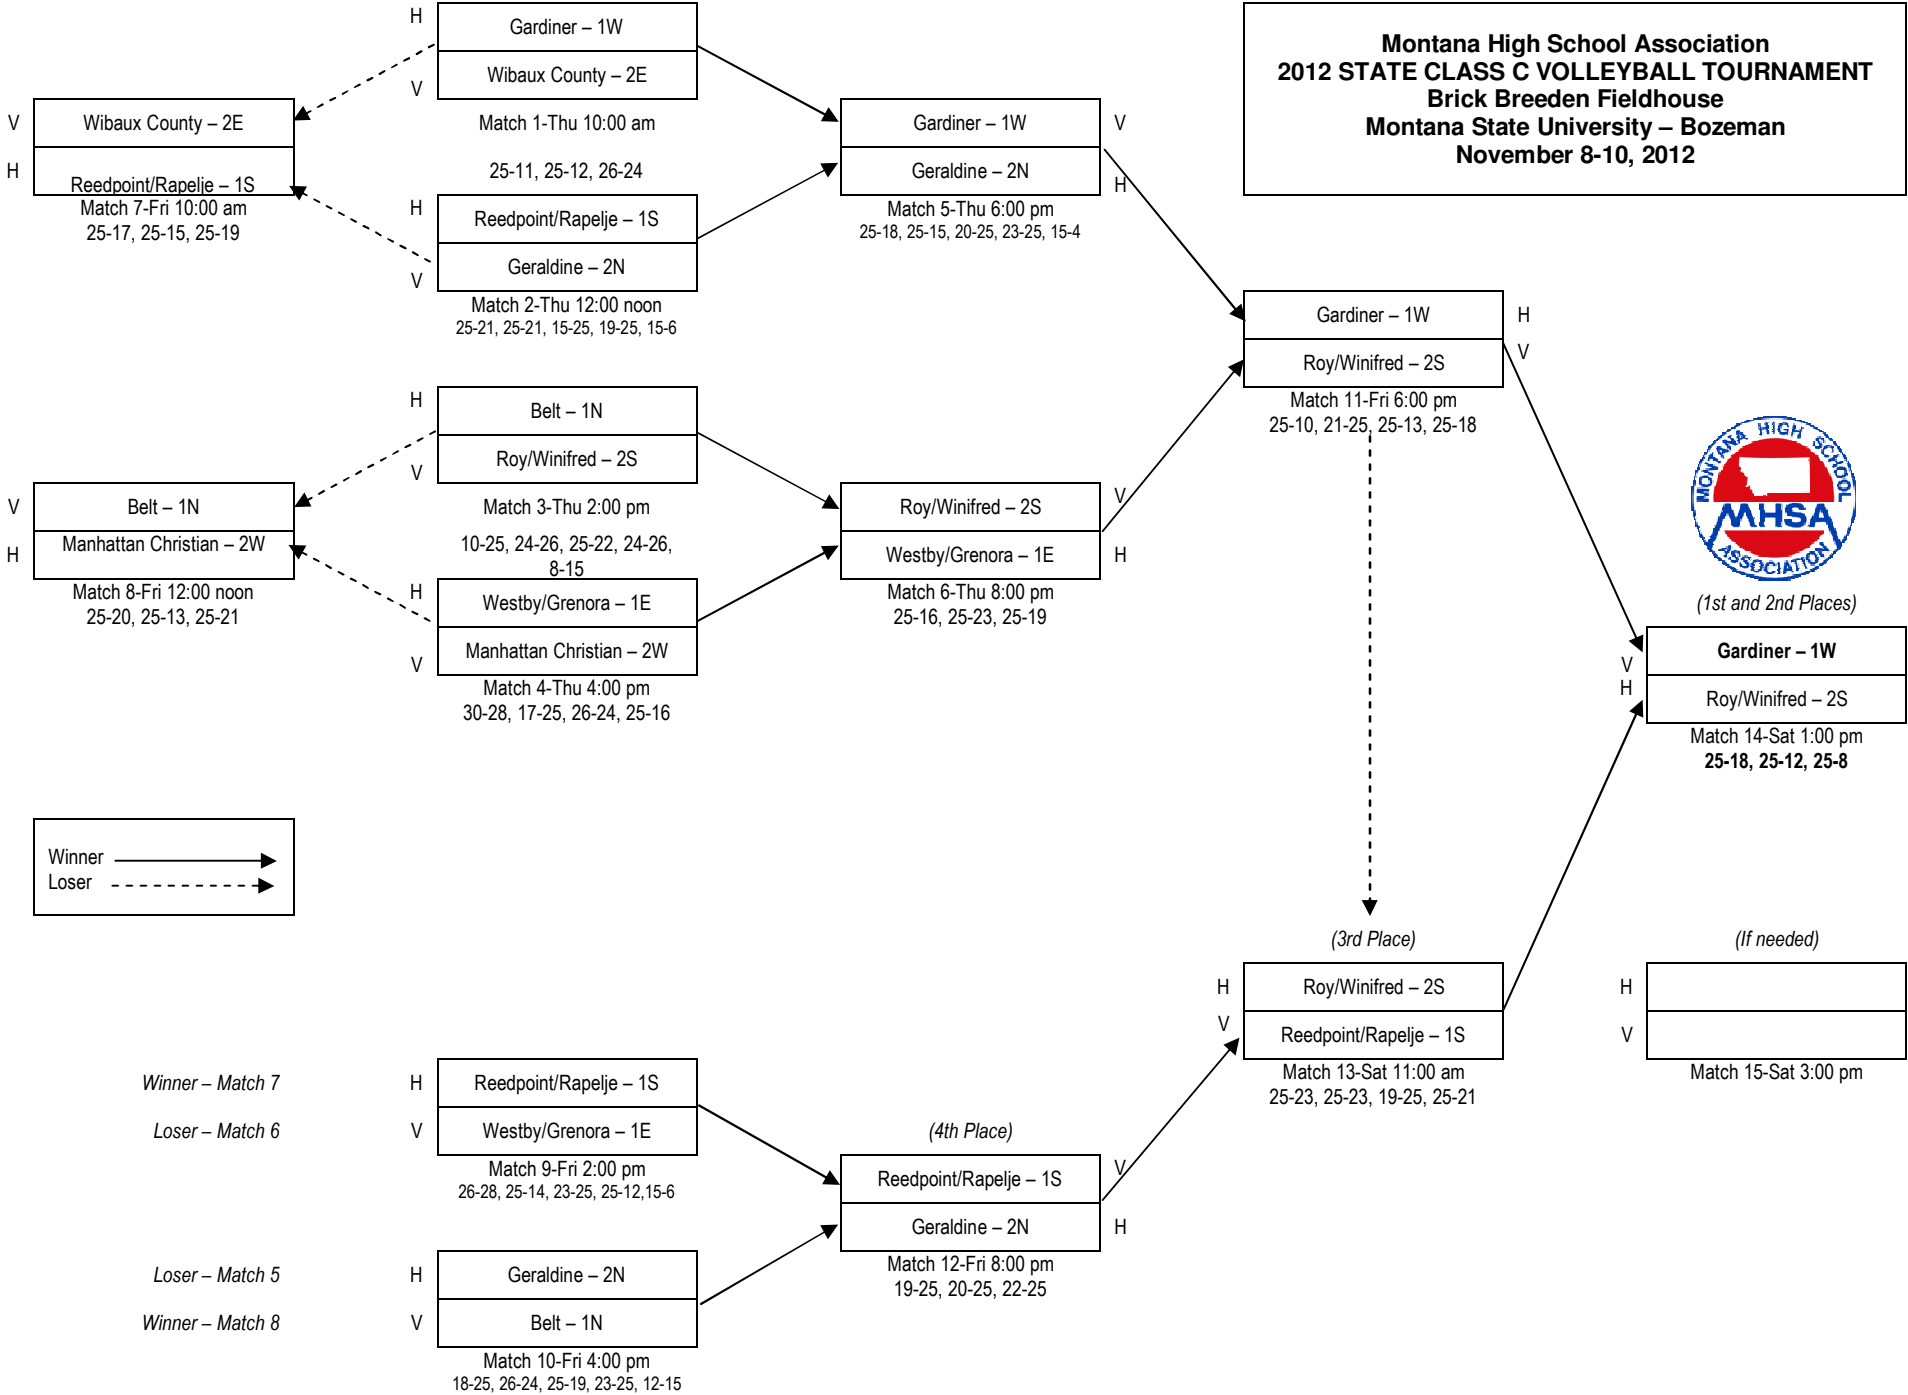 Montana High School Association
2012 STATE CLASS C VOLLEYBALL TOURNAMENT
Brick Breeden Fieldhouse
Montana State University – Bozeman
November 8-10, 2012
H
Gardiner – 1W
V
Wibaux County – 2E
Match 1-Thu 10:00 am
25-11, 25-12, 26-24
H
Reedpoint/Rapelje – 1S
V
Geraldine – 2N
Match 2-Thu 12:00 noon
25-21, 25-21, 15-25, 19-25, 15-6
V
Wibaux County – 2E
H
Reedpoint/Rapelje – 1S
Match 7-Fri 10:00 am
25-17, 25-15, 25-19
Gardiner – 1W
V
Geraldine – 2N
H
Match 5-Thu 6:00 pm
25-18, 25-15, 20-25, 23-25, 15-4
H
Belt – 1N
V
Roy/Winifred – 2S
Match 3-Thu 2:00 pm
10-25, 24-26, 25-22, 24-26,
8-15
H
Westby/Grenora – 1E
V
Manhattan Christian – 2W
Match 4-Thu 4:00 pm
30-28, 17-25, 26-24, 25-16
V
Belt – 1N
H
Manhattan Christian – 2W
Match 8-Fri 12:00 noon
25-20, 25-13, 25-21
Roy/Winifred – 2S
V
Westby/Grenora – 1E
H
Match 6-Thu 8:00 pm
25-16, 25-23, 25-19
Gardiner – 1W
H
Roy/Winifred – 2S
V
Match 11-Fri 6:00 pm
25-10, 21-25, 25-13, 25-18
MONTANA HIGH SCHOOL
MHSA
ASSOCIATION
(1st and 2nd Places)
V
Gardiner – 1W
H
Roy/Winifred – 2S
Match 14-Sat 1:00 pm
25-18, 25-12, 25-8
Winner
Loser
(3rd Place)
H
Roy/Winifred – 2S
V
Reedpoint/Rapelje – 1S
Match 13-Sat 11:00 am
25-23, 25-23, 19-25, 25-21
(If needed)
H
V
Match 15-Sat 3:00 pm
Winner – Match 7
H
Reedpoint/Rapelje – 1S
Loser – Match 6
V
Westby/Grenora – 1E
Match 9-Fri 2:00 pm
26-28, 25-14, 23-25, 25-12,15-6
(4th Place)
Reedpoint/Rapelje – 1S
V
Geraldine – 2N
H
Match 12-Fri 8:00 pm
19-25, 20-25, 22-25
Loser – Match 5
H
Geraldine – 2N
Winner – Match 8
V
Belt – 1N
Match 10-Fri 4:00 pm
18-25, 26-24, 25-19, 23-25, 12-15